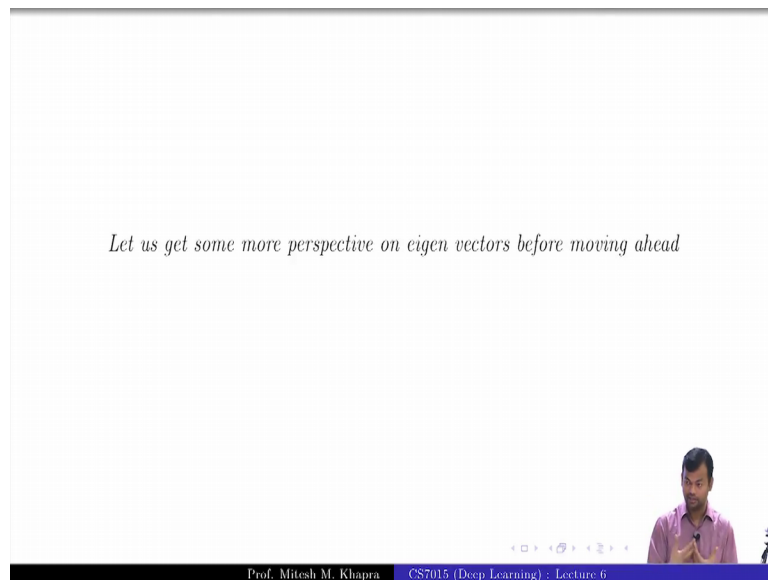 Let us get some more perspective on eigen vectors before moving ahead
Prof. Mitesh M. Khapra CS7015 (Deep Learning) : Lecture 6